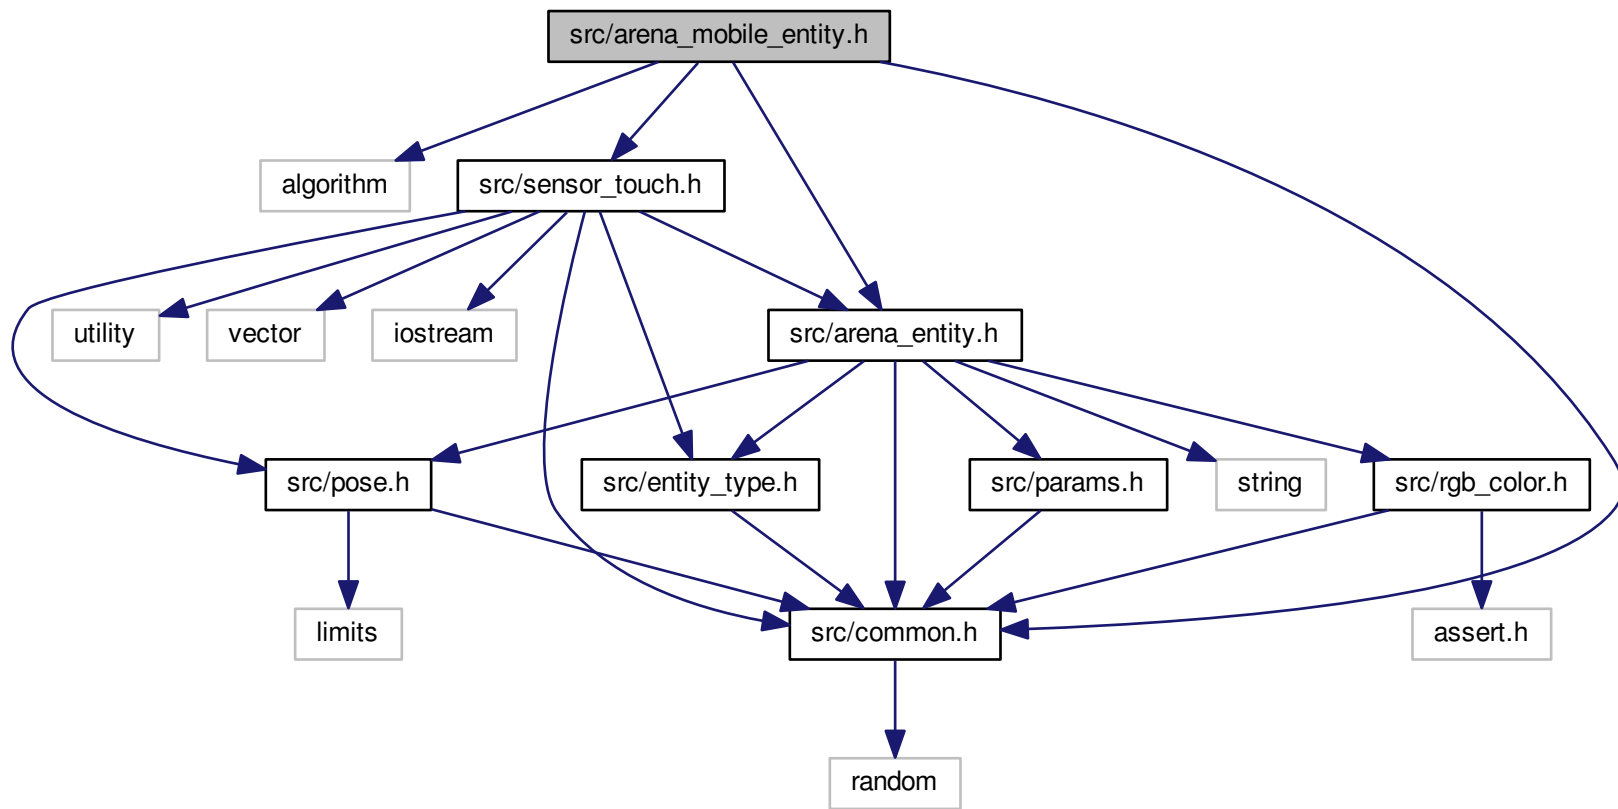 src/arena_mobile_entity.h
algorithm
src/sensor_touch.h
utility
vector
iostream
src/arena_entity.h
src/pose.h
src/entity_type.h
src/params.h
string
src/rgb_color.h
limits
src/common.h
assert.h
random